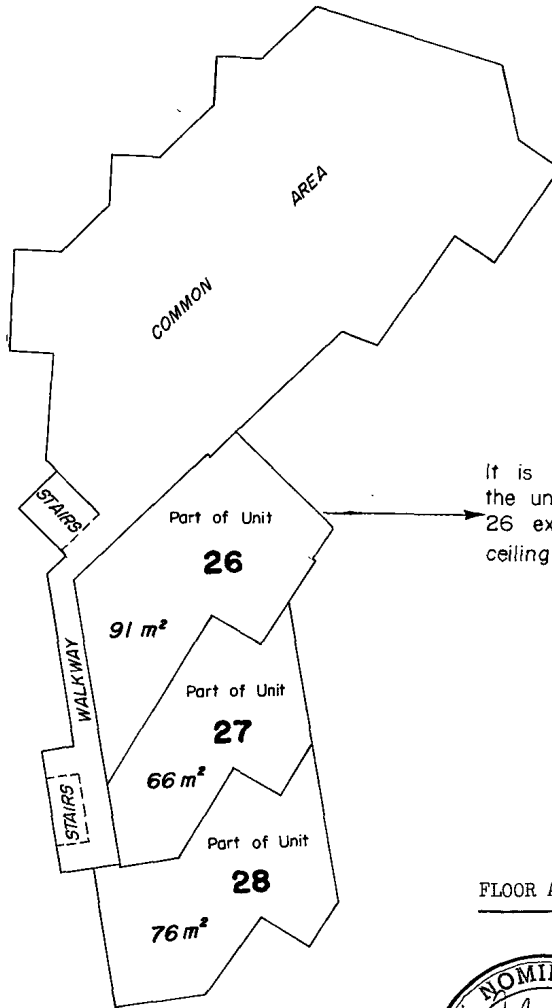 COMMON AREA
STAIRS
WALKWAY
STAIRS
Part of Unit
26
91 m²
It is
the un
26 ex
ceiling
Part of Unit
27
66 m²
Part of Unit
28
76 m²
FLOOR A
NOMI